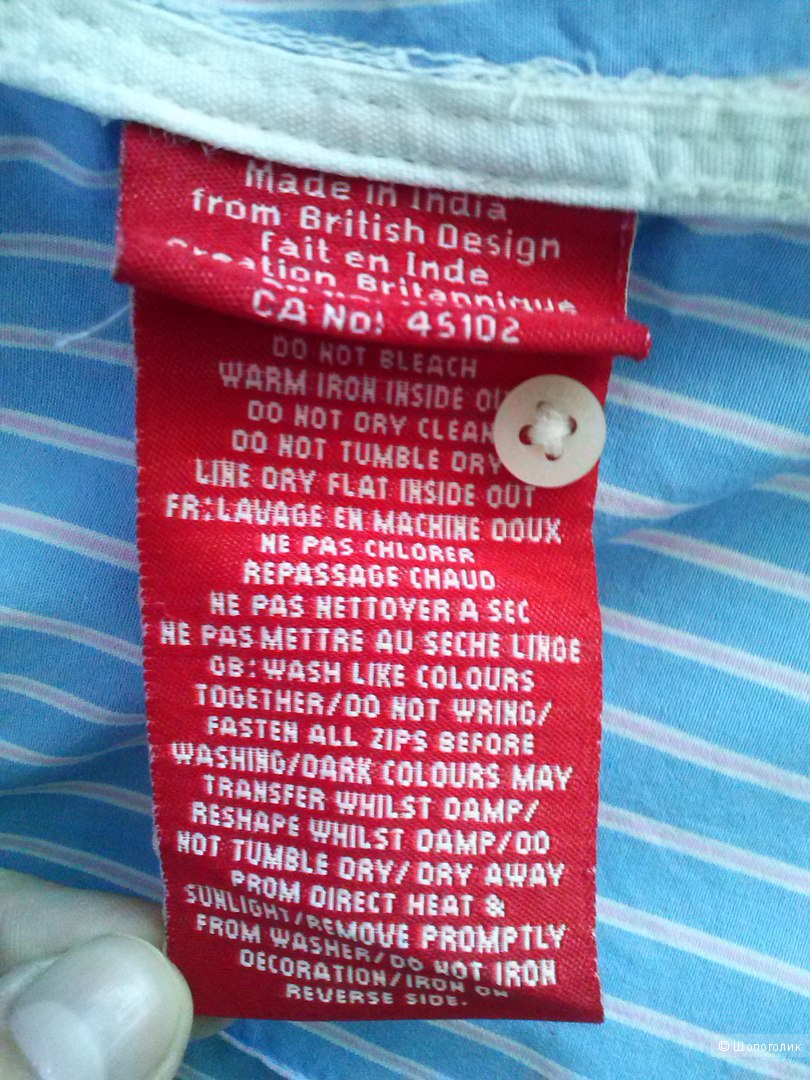 Made in India
from British Design
Fait en Inde
Creation Britannique
CA No: 45102
DO NOT BLEACH
WARM IRON INSIDE
DO NOT DRY CLEAN
DO NOT TUMBLE DRY
LINE DRY FLAT INSIDE OUT
FR:LAVAGE EN MACHINE DOUX
NE PAS CHLORER
REPASSAGE CHAUD
NE PAS NETTOYER A SEC
NE PAS METTRE AU SECHE LINGE
GB: WASH LIKE COLOURS
TOGETHER/DO NOT WRING/
FASTEN ALL ZIPS BEFORE
WASHING/DARK COLOURS MAY
TRANSFER WHILST DAMP/
RESHAPE WHILST DAMP/DO
NOT TUMBLE DRY/ DRY AWAY
FROM DIRECT HEAT &
SUNLIGHT/REMOVE PROMPTLY
FROM WASHER/DO NOT IRON
DECORATION/IRON ON
REVERSE SIDE.
© Шопоголик